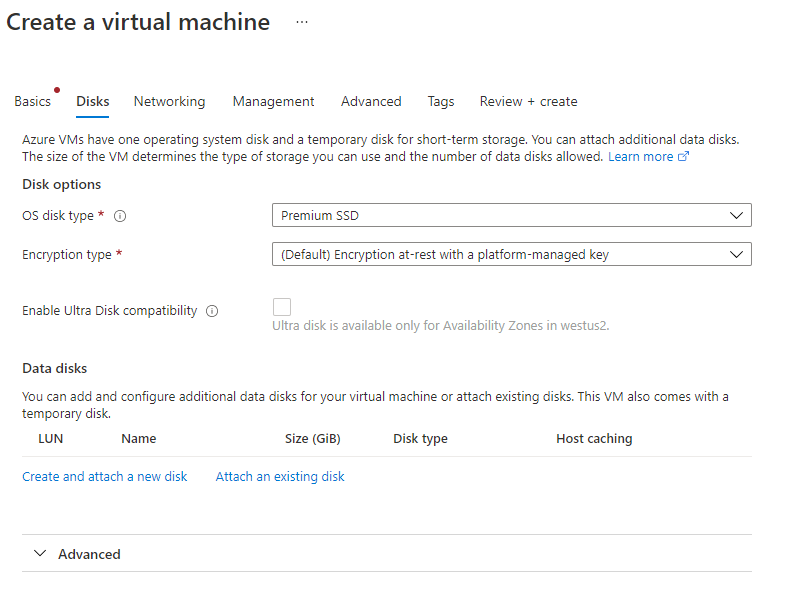 Create a virtual machine ...
Basics Disks Networking Management Advanced Tags Review + create
Azure VMs have one operating system disk and a temporary disk for short-term storage. You can attach additional data disks.
The size of the VM determines the type of storage you can use and the number of data disks allowed. Learn more
Disk options
OS disk type * Premium SSD
Encryption type * (Default) Encryption at-rest with a platform-managed key
Enable Ultra Disk compatibility
Ultra disk is available only for Availability Zones in westus2.
Data disks
You can add and configure additional data disks for your virtual machine or attach existing disks. This VM also comes with a
temporary disk.
LUN Name Size (GiB) Disk type Host caching
Create and attach a new disk Attach an existing disk
Advanced